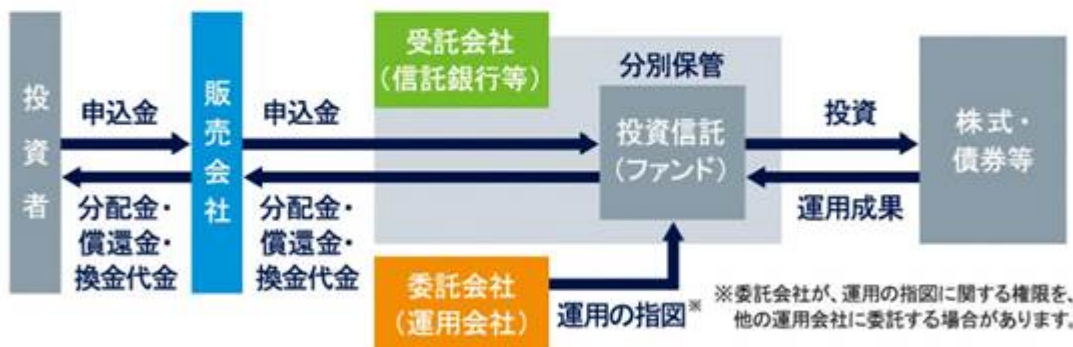 投資者
申込金
分配金・
償還金・
換金代金
販売会社
申込金
分配金・
償還金・
換金代金
受託会社
（信託銀行等）
分別保管
投資信託
（ファンド）
委託会社
（運用会社）
運用の指図※
投資
運用成果
株式・
債券等
※委託会社が、運用の指図に関する権限を、
他の運用会社に委託する場合があります。